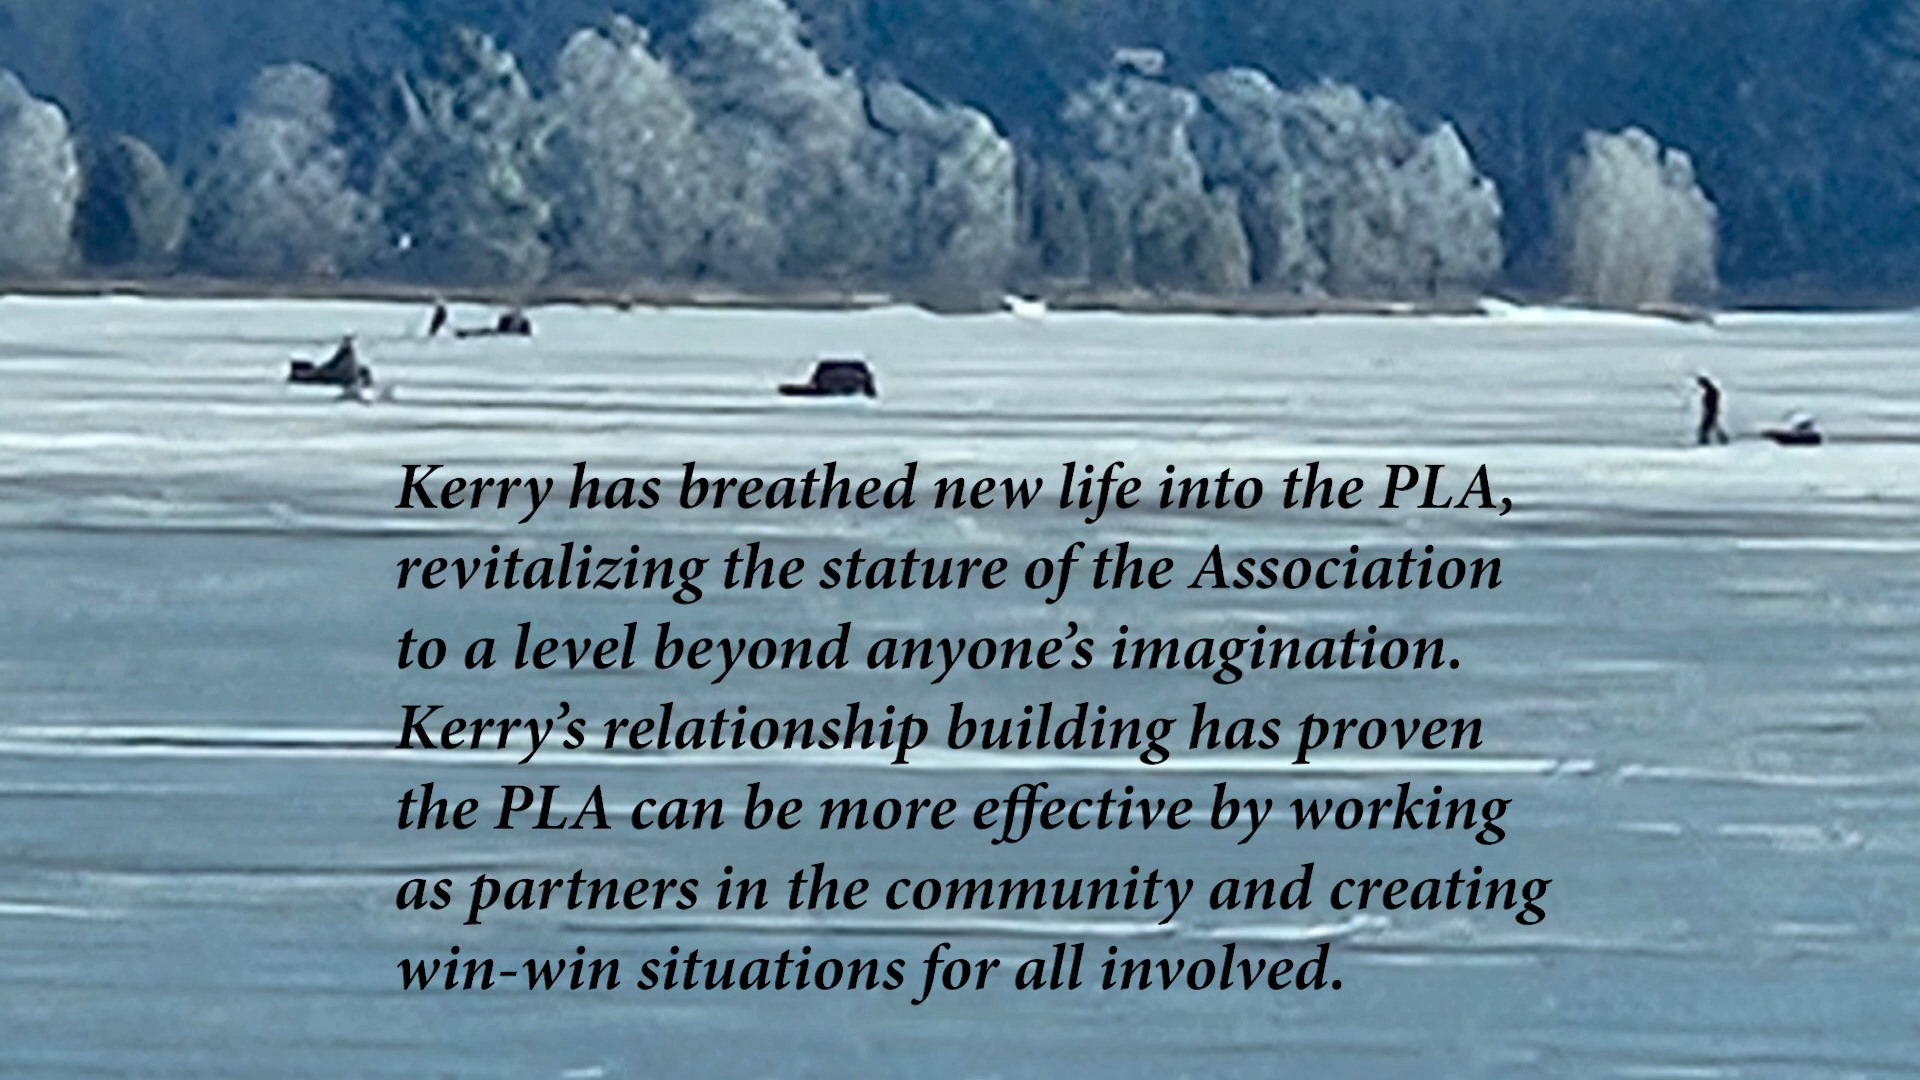 Kerry has breathed new life into the PLA,
revitalizing the stature of the Association
to a level beyond anyone’s imagination.
Kerry’s relationship building has proven
the PLA can be more effective by working
as partners in the community and creating
win-win situations for all involved.